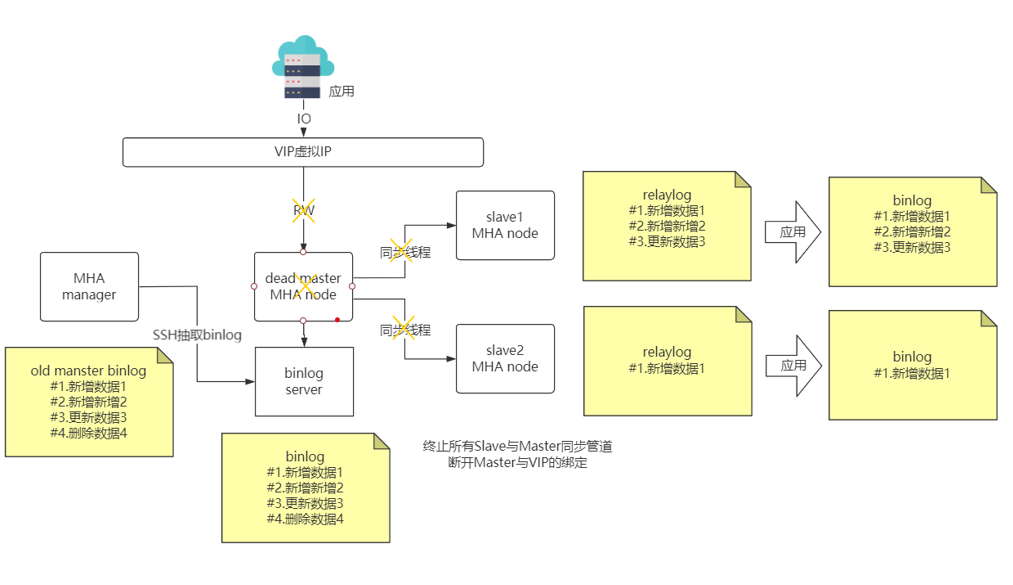 应用
IO
VIP虚拟IP
RW
slave1
MHA node
同步线程
dead master
MHA node
MHA
manager
SSH抽取binlog
同步线程
slave2
MHA node
binlog
server
old manster binlog
#1.新增数据1
#2.新增新增2
#3.更新数据3
#4.删除数据4
binlog
#1.新增数据1
#2.新增新增2
#3.更新数据3
#4.删除数据4
终止所有Slave与Master同步管道
断开Master与VIP的绑定
relaylog
#1.新增数据1
#2.新增新增2
#3.更新数据3
应用
binlog
#1.新增数据1
#2.新增新增2
#3.更新数据3
relaylog
#1.新增数据1
应用
binlog
#1.新增数据1